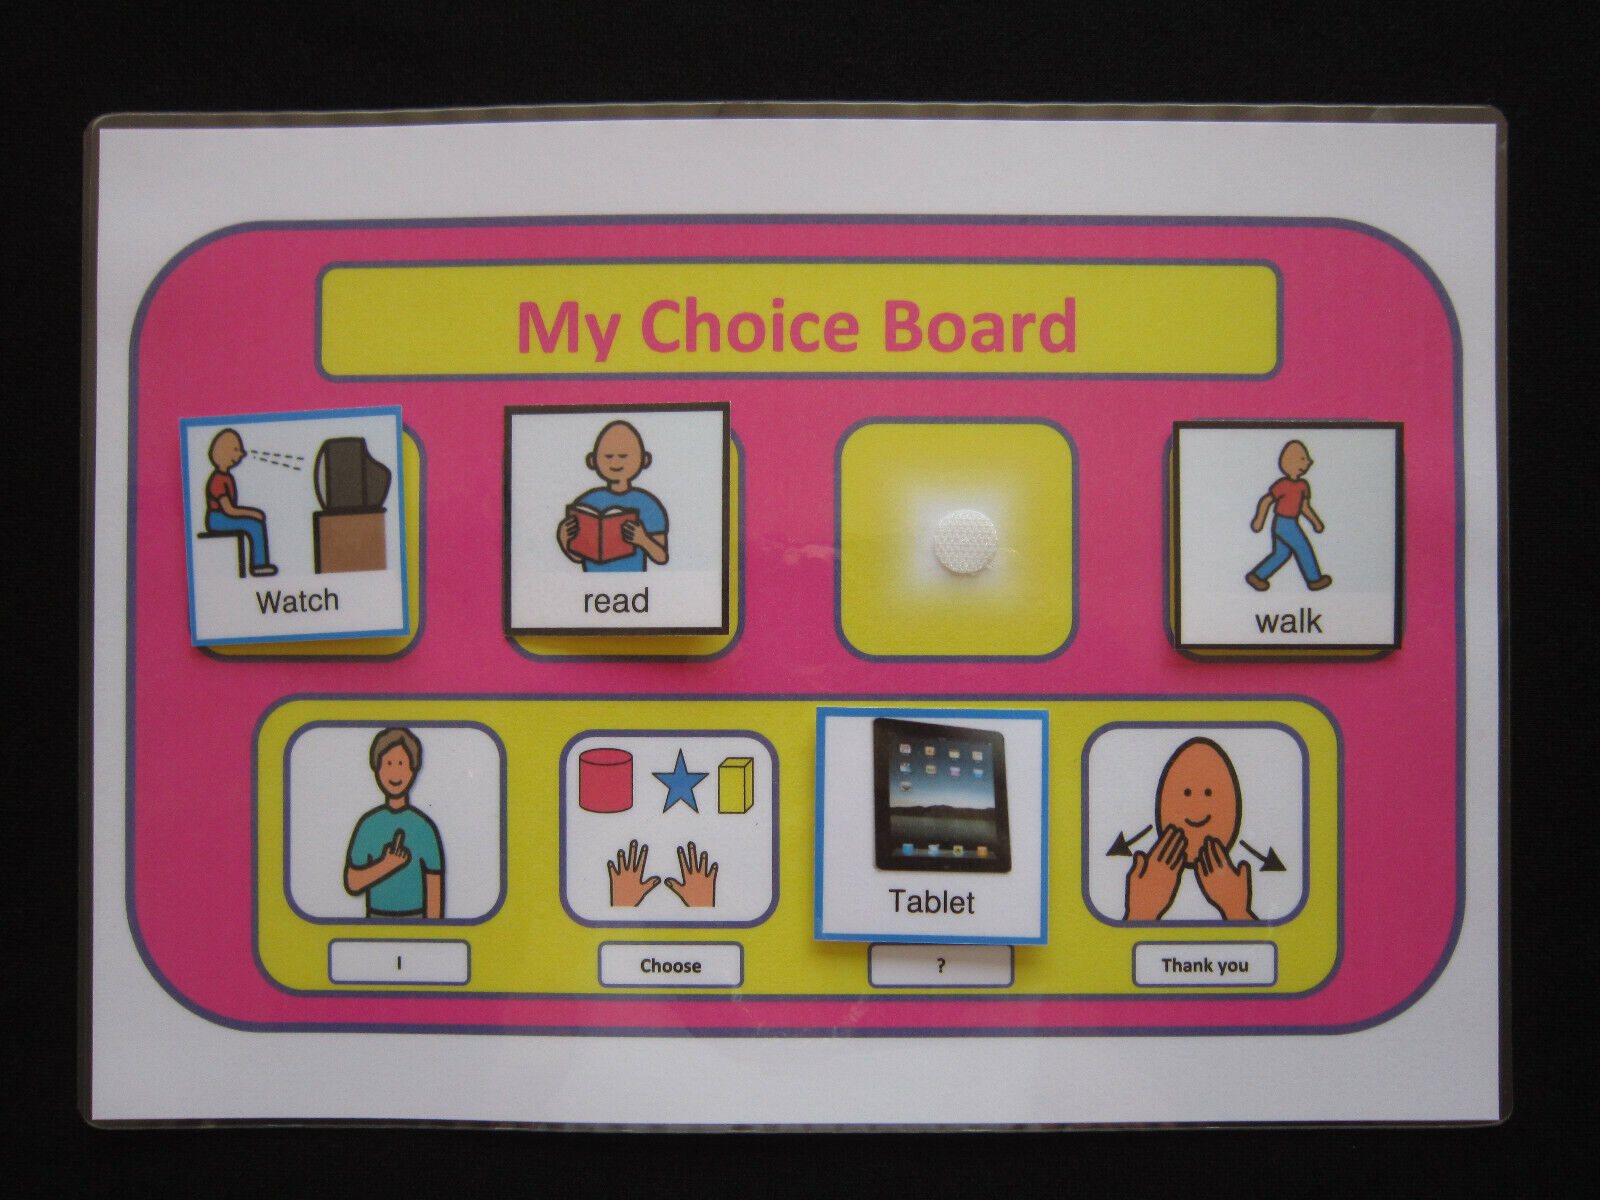 My Choice Board
Watch
read
walk
Tablet
I
Choose
?
Thank you